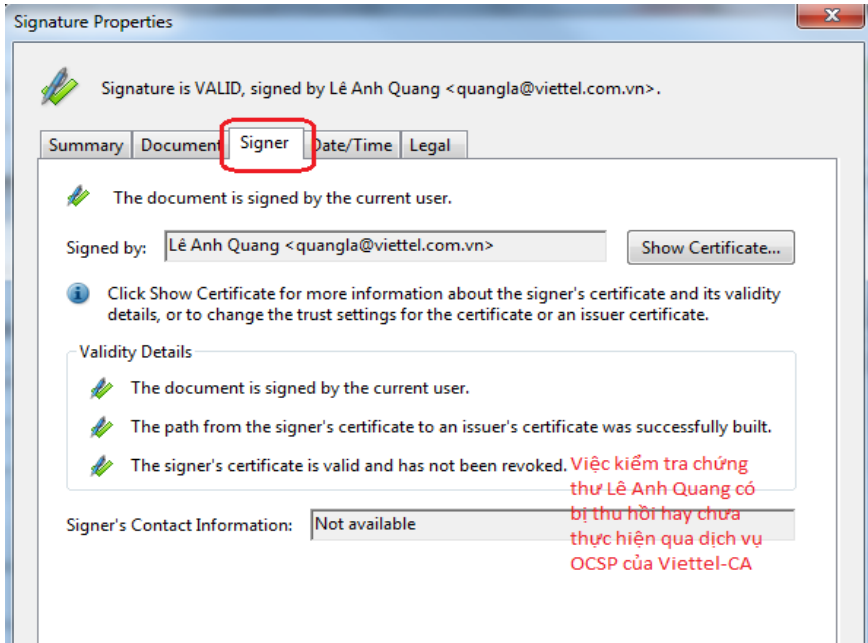 Signature Properties
Signature is VALID, signed by Lê Anh Quang <quangla@viettel.com.vn>.
Summary Document Signer Date/Time Legal
The document is signed by the current user.
Signed by: Lê Anh Quang <quangla@viettel.com.vn> Show Certificate...
Click Show Certificate for more information about the signer's certificate and its validity
details, or to change the trust settings for the certificate or an issuer certificate.
Validity Details
The document is signed by the current user.
The path from the signer's certificate to an issuer's certificate was successfully built.
The signer's certificate is valid and has not been revoked.
Việc kiểm tra chứng
thư Lê Anh Quang có
bị thu hồi hay chưa
thực hiện qua dịch vụ
OCSP của Viettel-CA
Signer's Contact Information: Not available